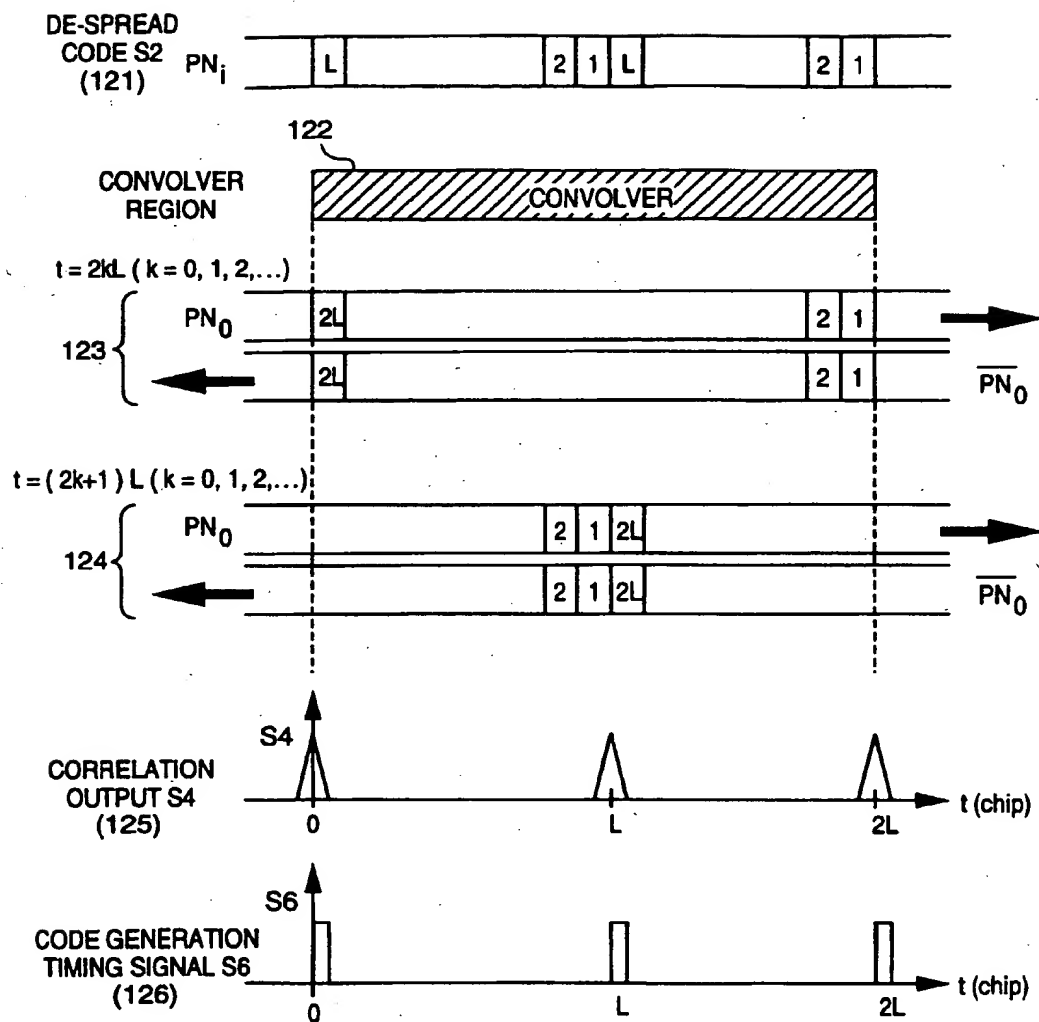 DE-SPREAD
CODE S2
(121)
PNi
L 2 1 L 2 1
122
CONVOLVER
REGION
CONVOLVER
t = 2kL ( k = 0, 1, 2,...)
123
PN0
2L 2 1
2L 2 1
PN0
t = ( 2k+1 ) L ( k = 0, 1, 2,...)
124
PN0
2 1 2L
2 1 2L
PN0
S4
CORRELATION
OUTPUT S4
(125)
t (chip)
0 L 2L
S6
CODE GENERATION
TIMING SIGNAL S6
(126)
t (chip)
0 L 2L